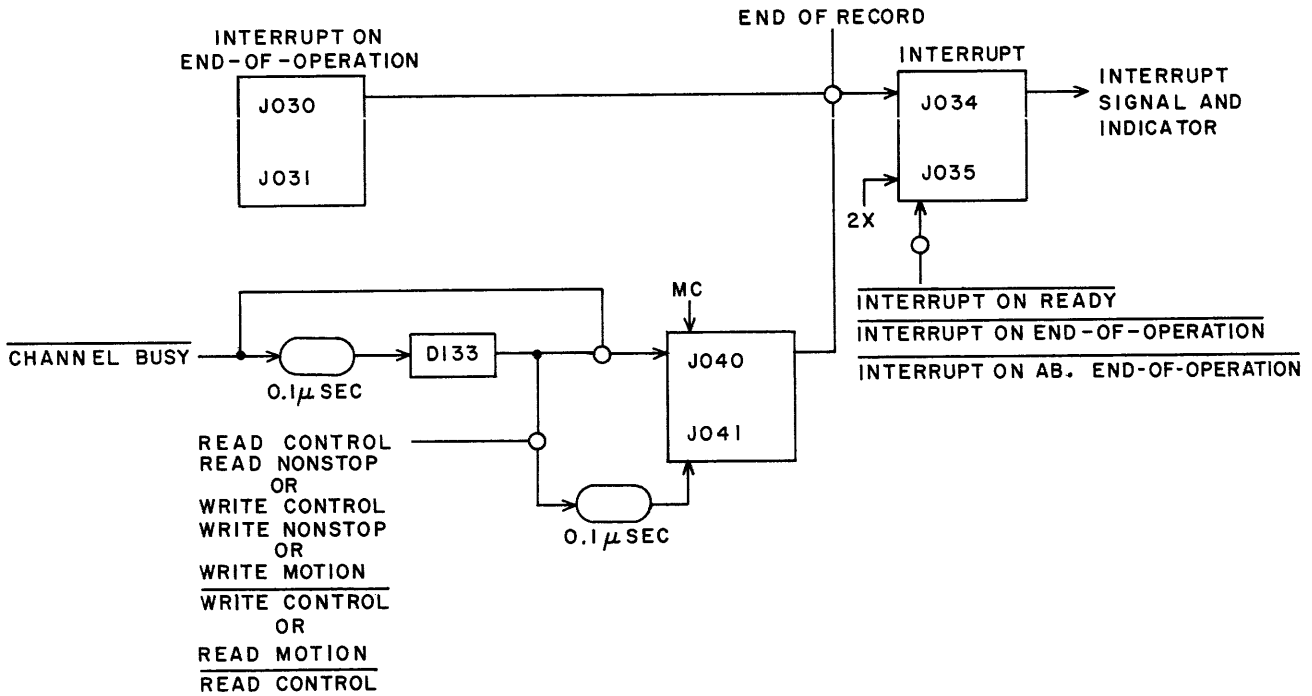 END OF RECORD
INTERRUPT ON
END-OF-OPERATION
INTERRUPT
J030
J031
J034
J035
INTERRUPT
SIGNAL AND
INDICATOR
2X
INTERRUPT ON READY
INTERRUPT ON END-OF-OPERATION
INTERRUPT ON AB. END-OF-OPERATION
MC
CHANNEL BUSY
0.1μ SEC
D133
J040
J041
0.1μ SEC
READ CONTROL
READ NONSTOP
OR
WRITE CONTROL
WRITE NONSTOP
OR
WRITE MOTION
WRITE CONTROL
OR
READ MOTION
READ CONTROL